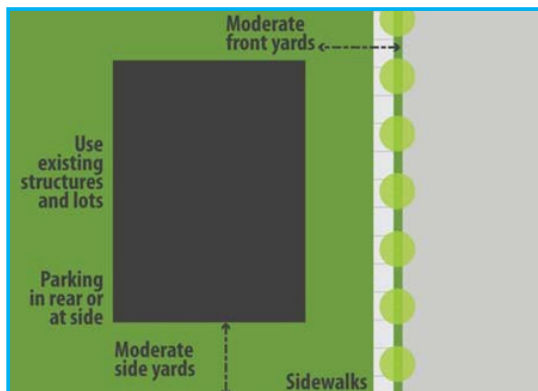 Moderate
front yards
Use
existing
structures
and lots
Parking
in rear or
at side
Moderate
side yards
Sidewalks